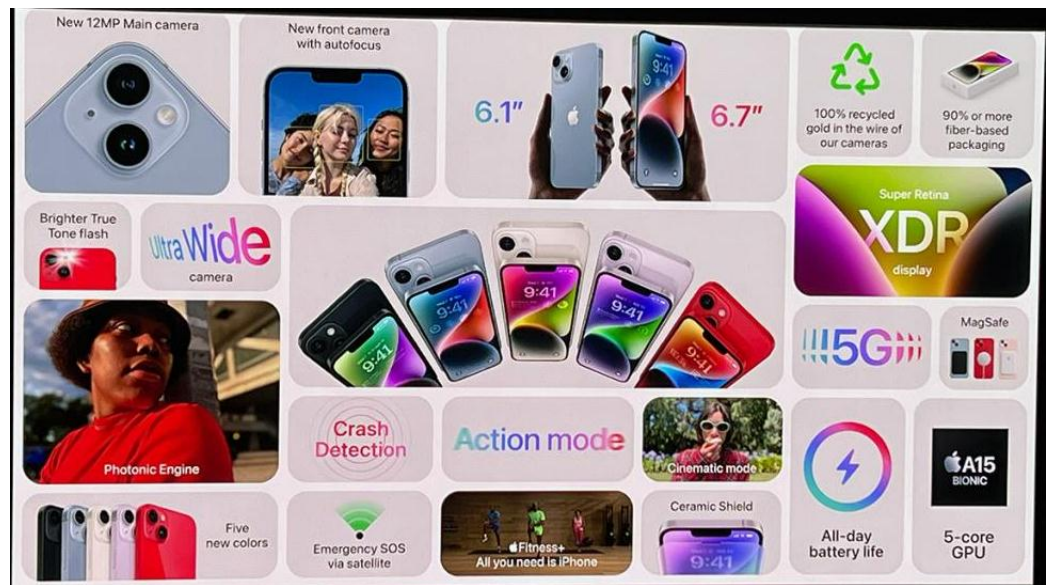 New 12MP Main camera
New front camera
with autofocus
6.1"
9:41
6.7"
100% recycled
gold in the wire of
our cameras
90% or more
fiber-based
packaging
Brighter True
Tone flash
Ultra Wide
camera
9:41
9:41
9:41
9:41
9:41
Super Retina
XDR
display
5G
MagSafe
Photonic Engine
Crash
Detection
Action mode
Cinematic mode
All-day
battery life
A15
BIONIC
5-core
GPU
Five
new colors
Emergency SOS
via satellite
Fitness+
All you need is iPhone
Ceramic Shield
9:41